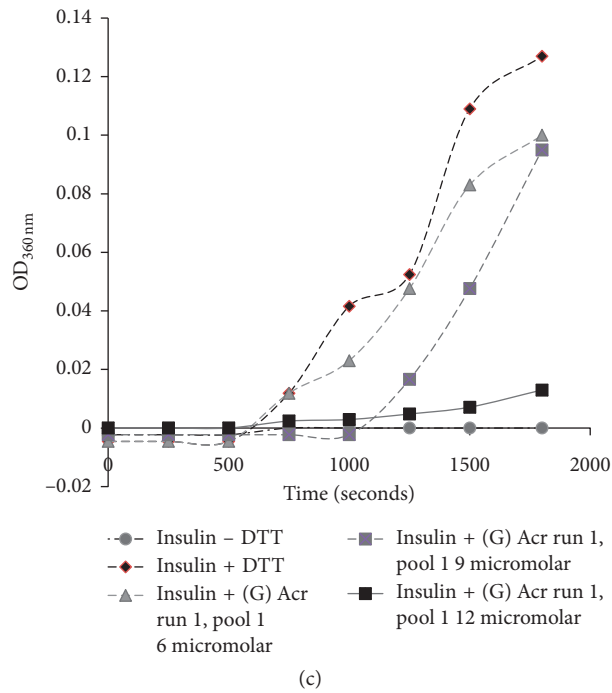 0.14
0.12
0.1
0.08
0.06
0.04
0.02
0
–0.02
OD360 nm
0 500 1000 1500 2000
Time (seconds)
Insulin – DTT
Insulin + DTT
Insulin + (G) Acr
run 1, pool 1
6 micromolar
Insulin + (G) Acr run 1,
pool 1 9 micromolar
Insulin + (G) Acr run 1,
pool 1 12 micromolar
(c)